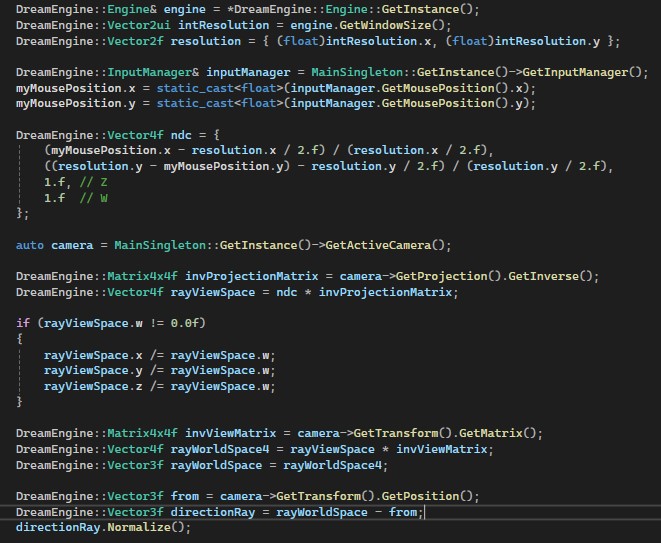 DreamEngine::Engine& engine = *DreamEngine::Engine::GetInstance();
DreamEngine::Vector2ui intResolution = engine.GetWindowSize();
DreamEngine::Vector2f resolution = { (float)intResolution.x, (float)intResolution.y };
DreamEngine::InputManager& inputManager = MainSingleton::GetInstance()->GetInputManager();
myMousePosition.x = static_cast<float>(inputManager.GetMousePosition().x);
myMousePosition.y = static_cast<float>(inputManager.GetMousePosition().y);
DreamEngine::Vector4f ndc = {
(myMousePosition.x - resolution.x / 2.f) / (resolution.x / 2.f),
((resolution.y - myMousePosition.y) - resolution.y / 2.f) / (resolution.y / 2.f),
1.f, // Z
1.f  // W
};
auto camera = MainSingleton::GetInstance()->GetActiveCamera();
DreamEngine::Matrix4x4f invProjectionMatrix = camera->GetProjection().GetInverse();
DreamEngine::Vector4f rayViewSpace = ndc * invProjectionMatrix;
if (rayViewSpace.w != 0.0f)
{
rayViewSpace.x /= rayViewSpace.w;
rayViewSpace.y /= rayViewSpace.w;
rayViewSpace.z /= rayViewSpace.w;
}
DreamEngine::Matrix4x4f invViewMatrix = camera->GetTransform().GetMatrix();
DreamEngine::Vector4f rayWorldSpace4 = rayViewSpace * invViewMatrix;
DreamEngine::Vector3f rayWorldSpace = rayWorldSpace4;
DreamEngine::Vector3f from = camera->GetTransform().GetPosition();
DreamEngine::Vector3f directionRay = rayWorldSpace - from;
directionRay.Normalize();